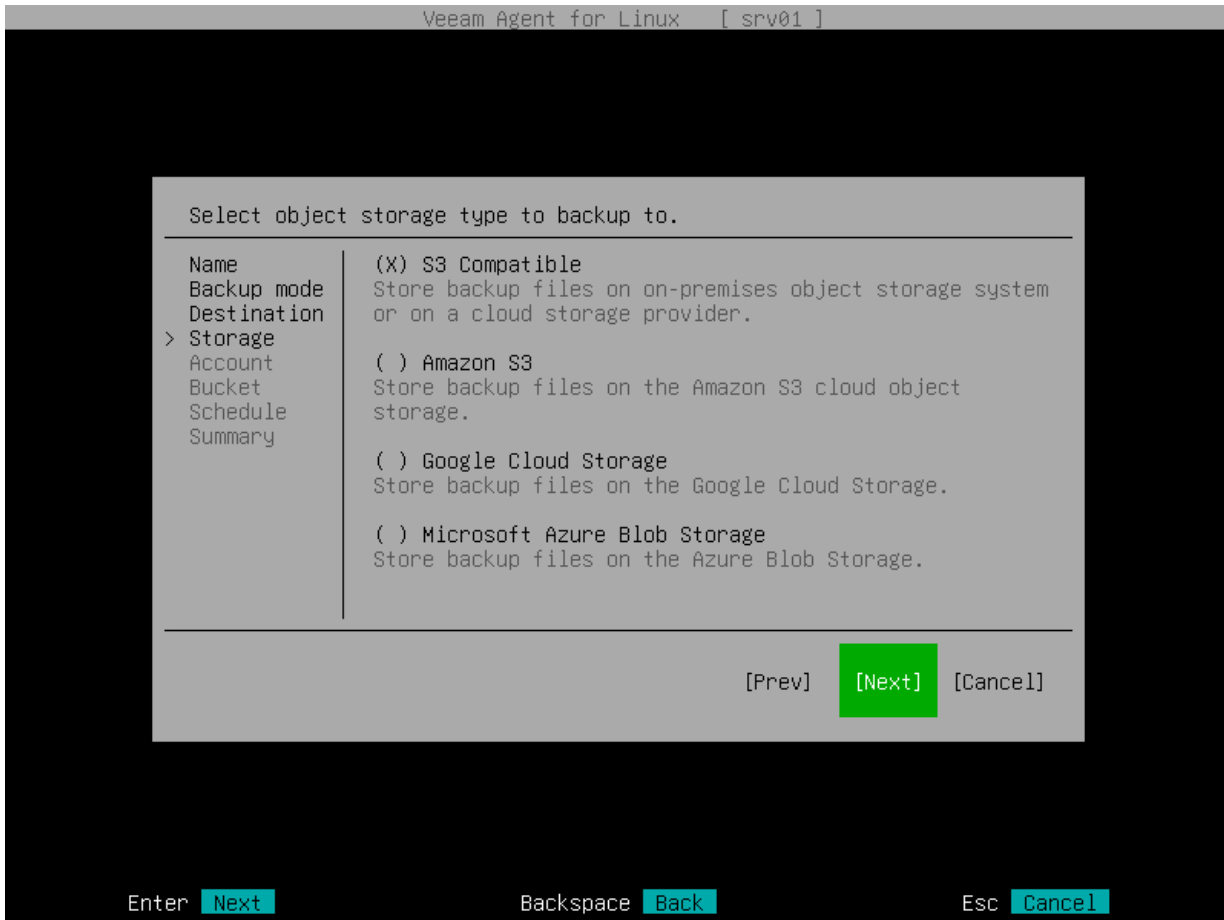 Veeam Agent for Linux [ srv01 ]
Select object storage type to backup to.
Name
Backup mode
Destination
> Storage
Account
Bucket
Schedule
Summary
(X) S3 Compatible
Store backup files on on-premises object storage system
or on a cloud storage provider.
( ) Amazon S3
Store backup files on the Amazon S3 cloud object
storage.
( ) Google Cloud Storage
Store backup files on the Google Cloud Storage.
( ) Microsoft Azure Blob Storage
Store backup files on the Azure Blob Storage.
[Prev] [Next] [Cancel]
Enter Next Backspace Back Esc Cancel